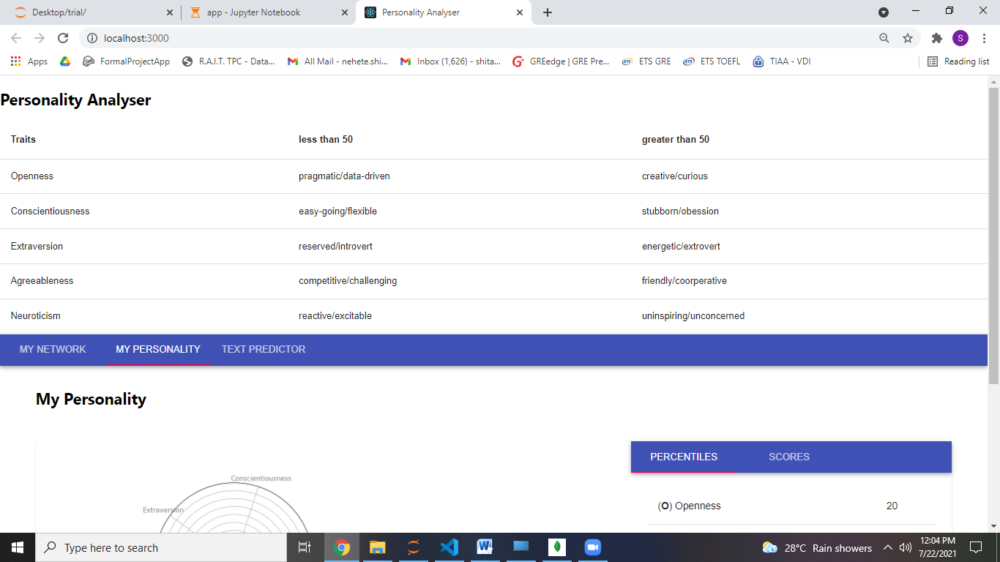 Desktop/trial/
app - Jupyter Notebook
Personality Analyser
localhost:3000
S
Apps
FormalProjectApp
R.A.I.T. TPC - Data...
All Mail - nehete.shi...
Inbox (1,626) - shita...
GREedge | GRE Pre...
ETS GRE
ETS TOEFL
TIAA - VDI
Reading list
Personality Analyser
Traits less than 50 greater than 50
Openness pragmatic/data-driven creative/curious
Conscientiousness easy-going/flexible stubborn/obession
Extraversion reserved/introvert energetic/extrovert
Agreeableness competitive/challenging friendly/coorperative
Neuroticism reactive/excitable uninspiring/unconcerned
MY NETWORK MY PERSONALITY TEXT PREDICTOR
My Personality
Conscientiousness
Extraversion
PERCENTILES SCORES
(O) Openness 20
Type here to search
28°C Rain showers
12:04 PM
7/22/2021